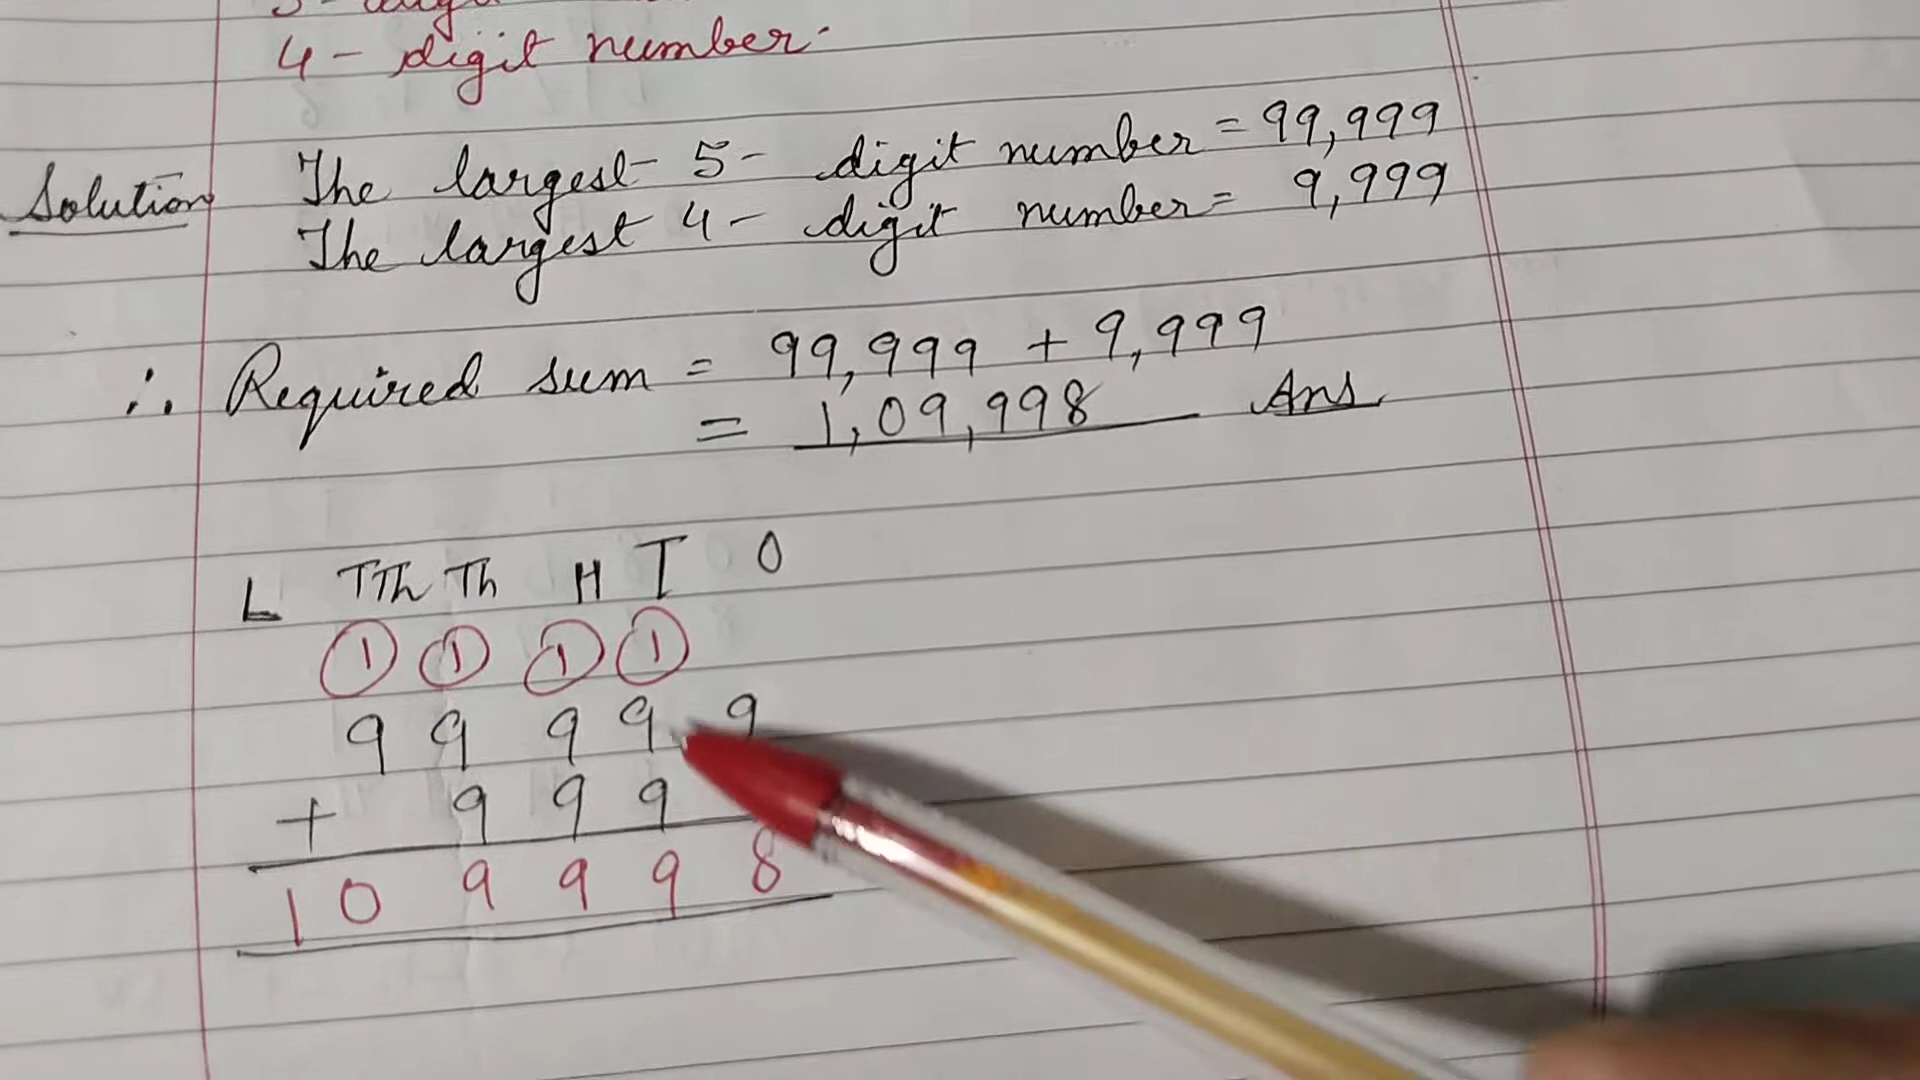 4 - digit number.
Solution The largest 5 - digit number = 99,999
The largest 4 - digit number = 9,999
∴ Required sum = 99,999 + 9,999
= 1,09,998 Ans
L TTh Th H T O
1 1 1 1
9 9 9 9 9
+ 9 9 9
1 0 9 9 9 8